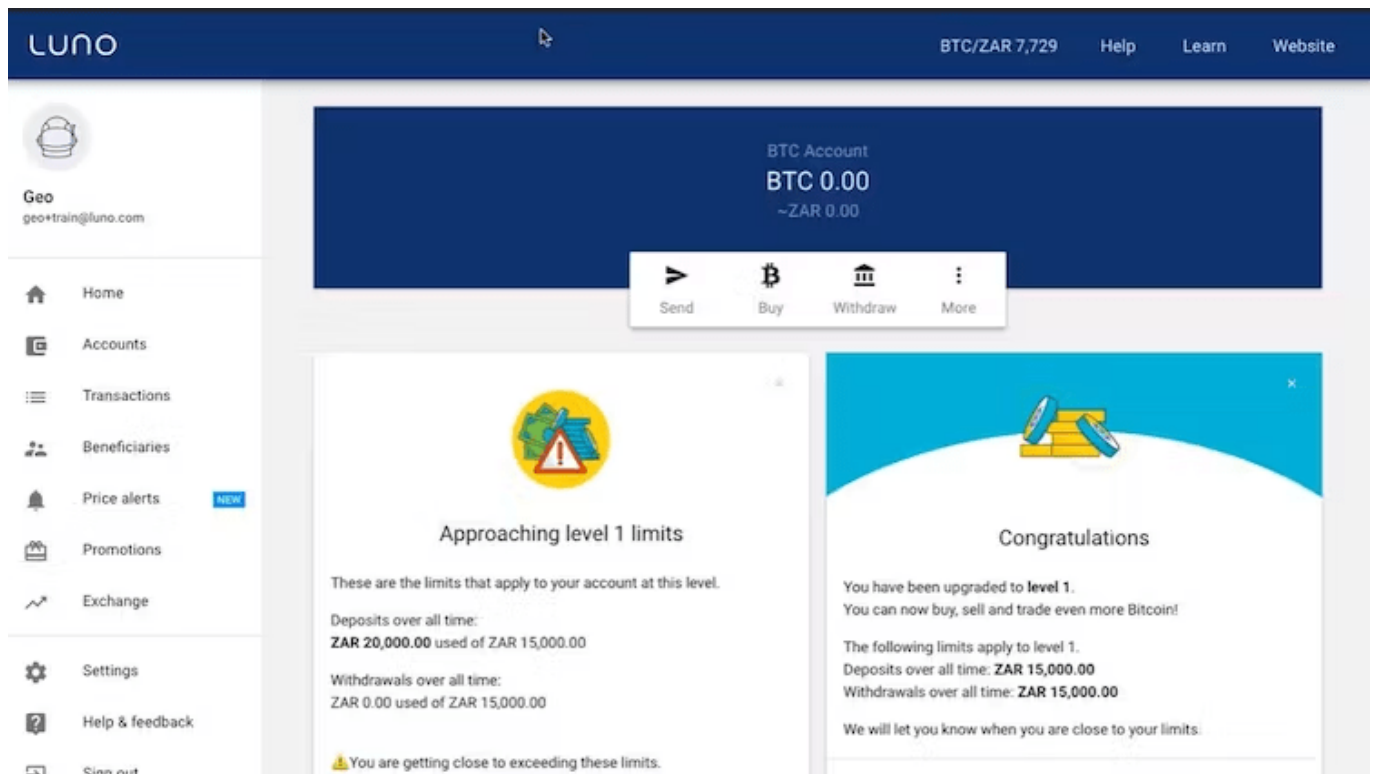 LUNO
BTC/ZAR 7,729 Help Learn Website
Geo
geo+train@luno.com
Home
Accounts
Transactions
Beneficiaries
Price alerts NEW
Promotions
Exchange
Settings
Help & feedback
Sign out
BTC Account
BTC 0.00
~ZAR 0.00
Send Buy Withdraw More
Approaching level 1 limits
These are the limits that apply to your account at this level.
Deposits over all time:
ZAR 20,000.00 used of ZAR 15,000.00
Withdrawals over all time:
ZAR 0.00 used of ZAR 15,000.00
⚠You are getting close to exceeding these limits.
Congratulations
You have been upgraded to level 1.
You can now buy, sell and trade even more Bitcoin!
The following limits apply to level 1.
Deposits over all time: ZAR 15,000.00
Withdrawals over all time: ZAR 15,000.00
We will let you know when you are close to your limits.